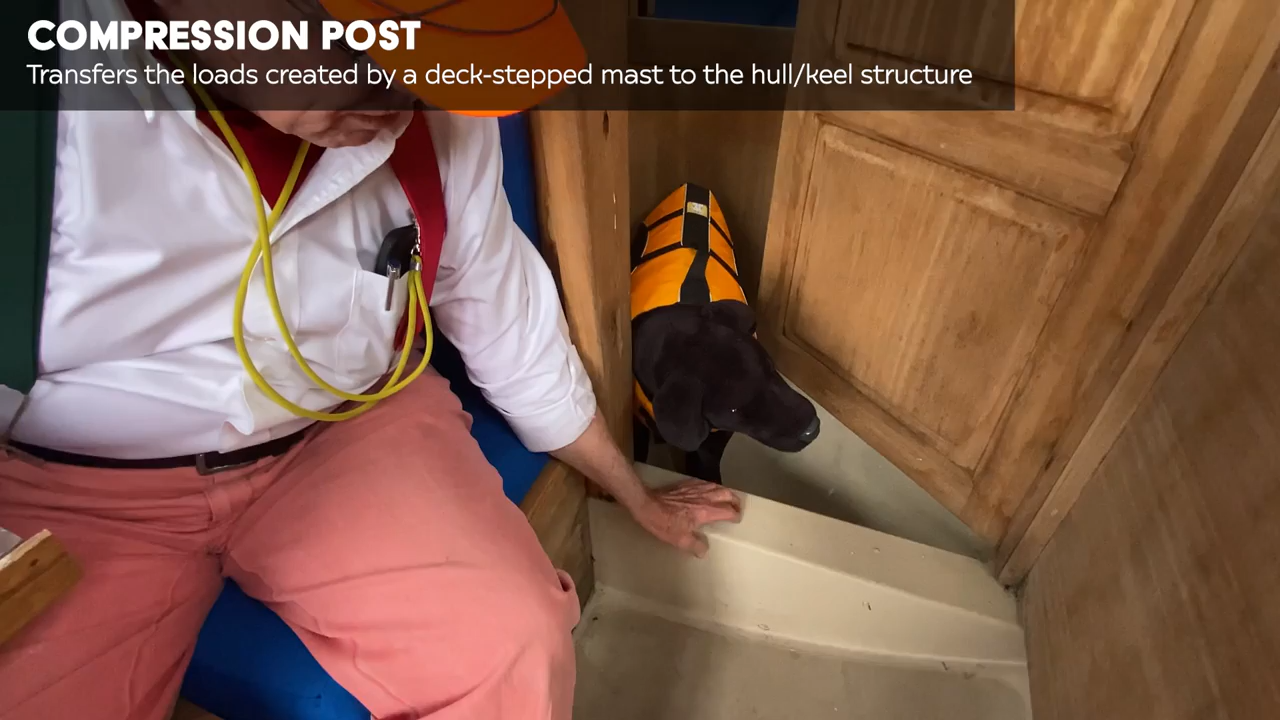 COMPRESSION POST
Transfers the loads created by a deck-stepped mast to the hull/keel structure